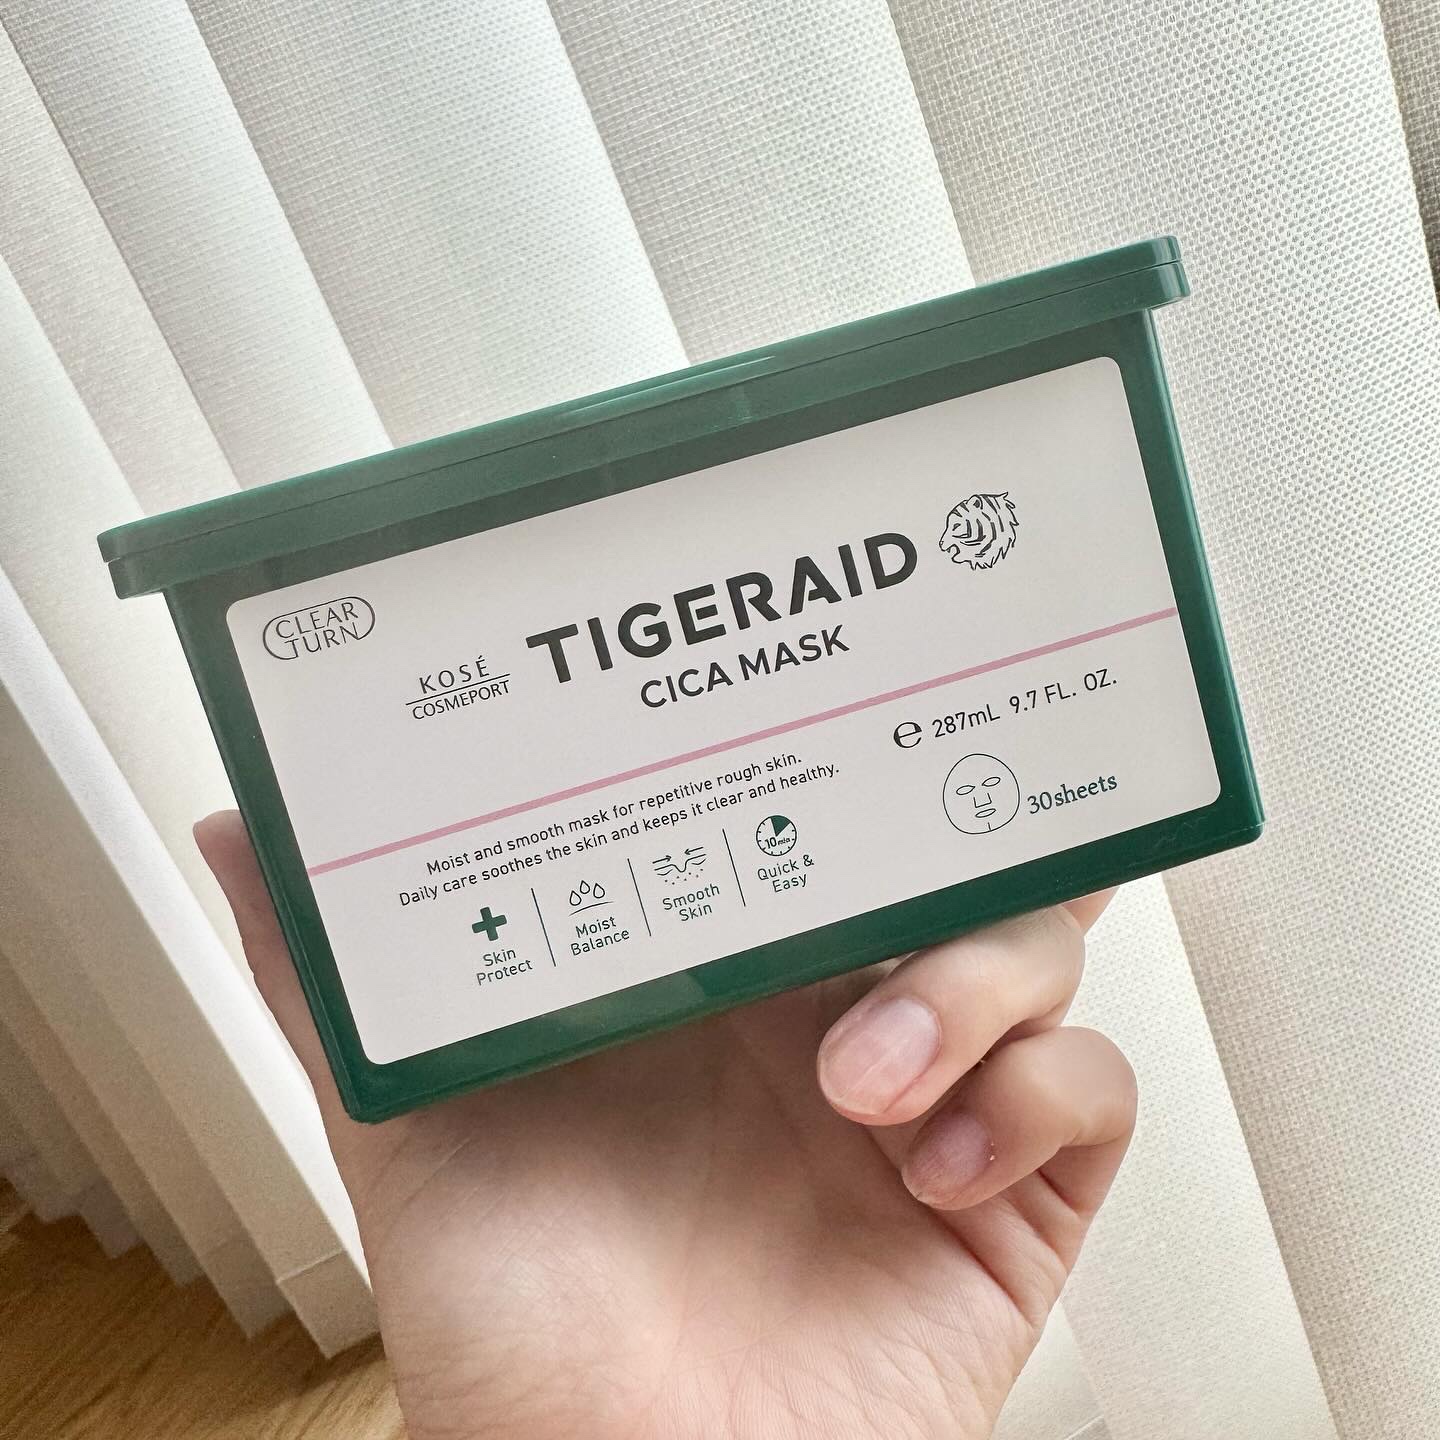 CLEAR
TURN
KOSÉ
COSMEPORT
TIGERAID
CICA MASK
℮ 287mL 9.7 FL. OZ.
30sheets
Moist and smooth mask for repetitive rough skin.
Daily care soothes the skin and keeps it clear and healthy.
Skin
Protect
Moist
Balance
Smooth
Skin
10min.
Quick &
Easy